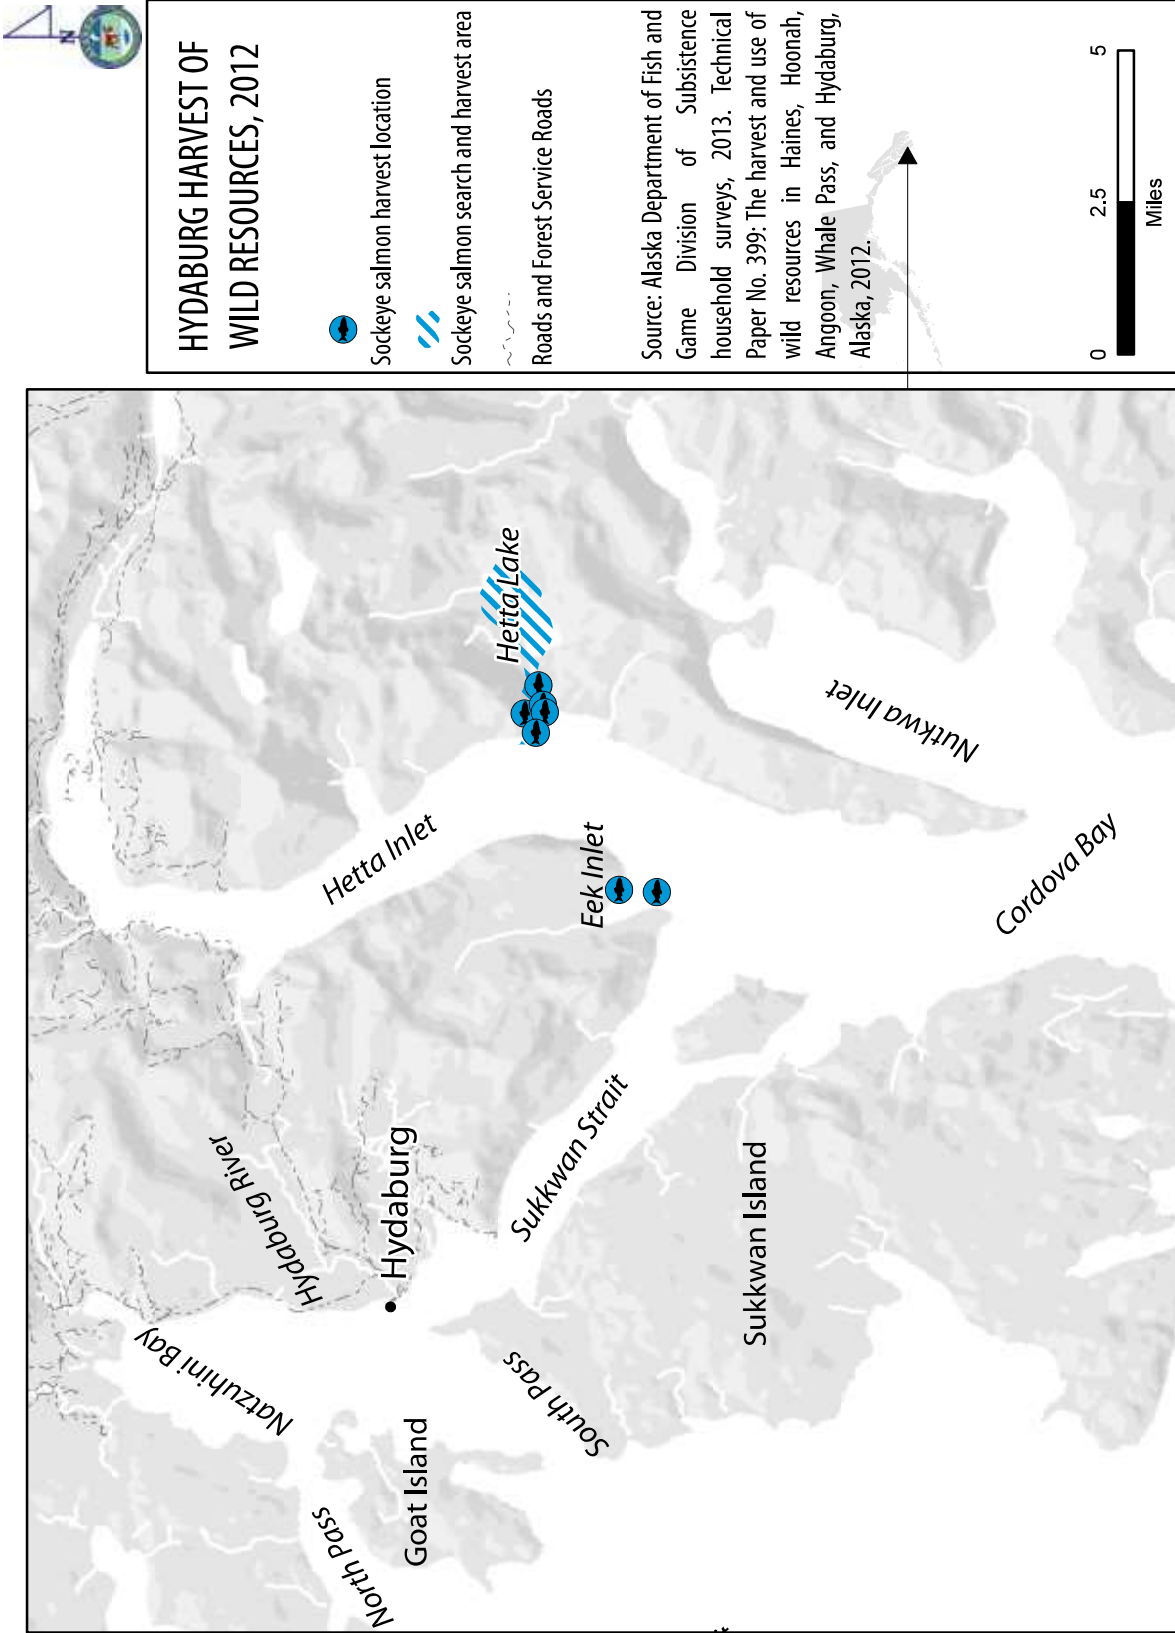 HYDABURG HARVEST OF
WILD RESOURCES, 2012
Sockeye salmon harvest location
Sockeye salmon search and harvest area
Roads and Forest Service Roads
Source: Alaska Department of Fish and
Game Division of Subsistence
household surveys, 2013. Technical
Paper No. 399: The harvest and use of
wild resources in Haines, Hoonah,
Angoon, Whale Pass, and Hydaburg,
Alaska, 2012.
0 2.5 5
Miles
N
Natzuhini Bay
Hydaburg River
North Pass
Goat Island
Hydaburg
Hetta Inlet
Hetta Lake
South Pass
Sukkwan Strait
Eek Inlet
Sukkwan Island
Nutkwa Inlet
Cordova Bay